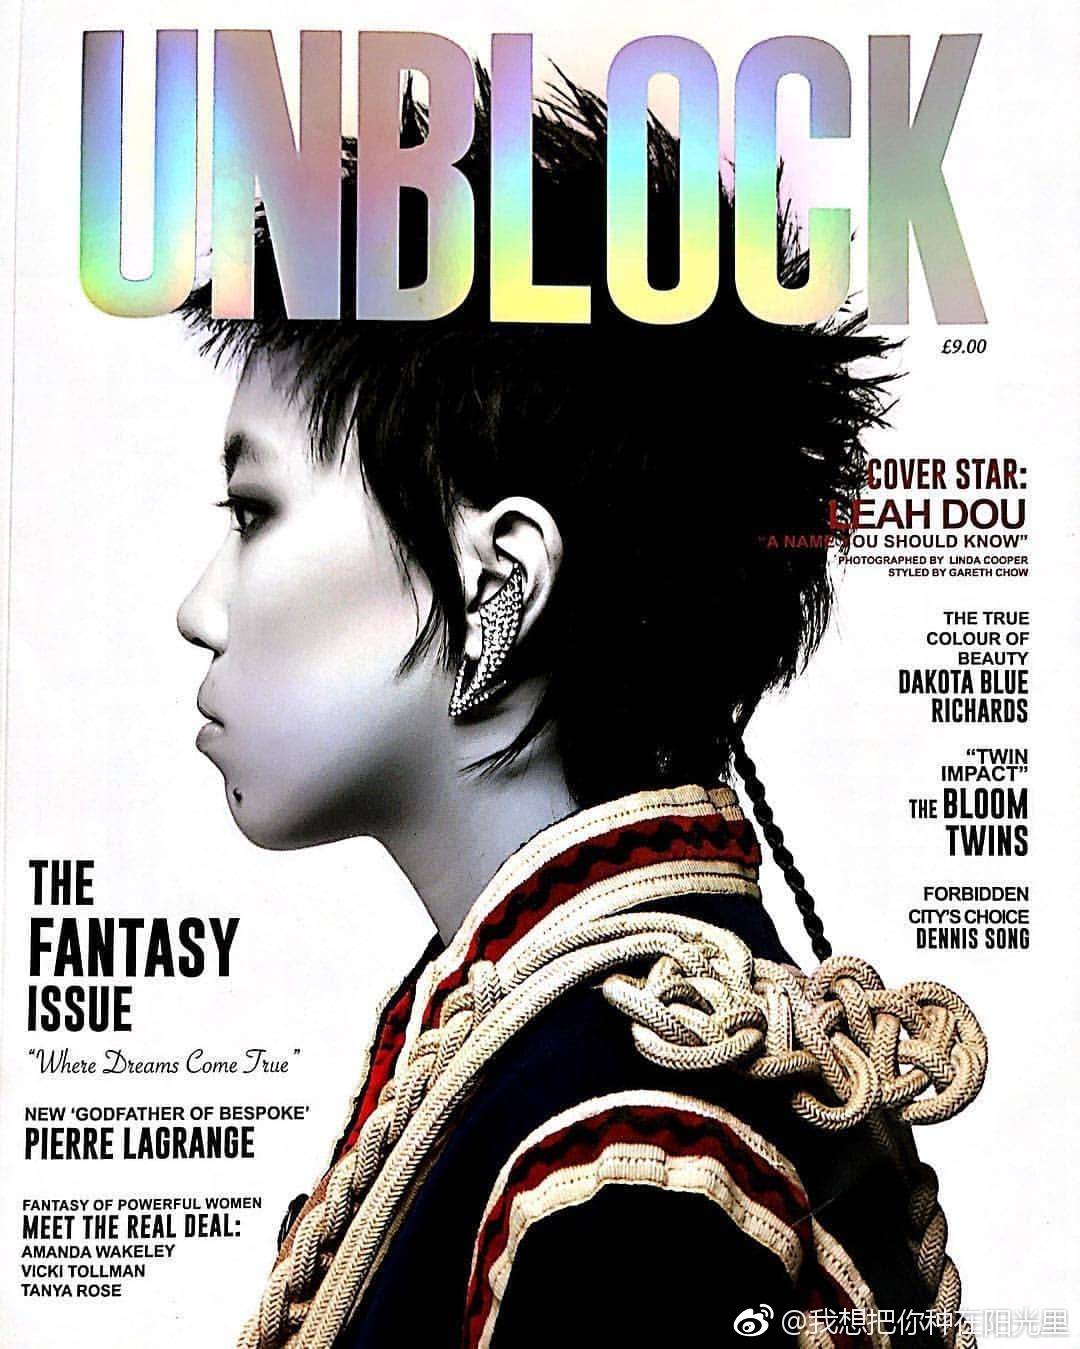 UNBLOCK
£9.00
COVER STAR:
LEAH DOU
"A NAME YOU SHOULD KNOW"
PHOTOGRAPHED BY LINDA COOPER
STYLED BY GARETH CHOW
THE TRUE
COLOUR OF
BEAUTY
DAKOTA BLUE
RICHARDS
"TWIN
IMPACT"
THE BLOOM
TWINS
FORBIDDEN
CITY'S CHOICE
DENNIS SONG
THE
FANTASY
ISSUE
"Where Dreams Come True"
NEW 'GODFATHER OF BESPOKE'
PIERRE LAGRANGE
FANTASY OF POWERFUL WOMEN
MEET THE REAL DEAL:
AMANDA WAKELEY
VICKI TOLLMAN
TANYA ROSE
@我想把你种在阳光里